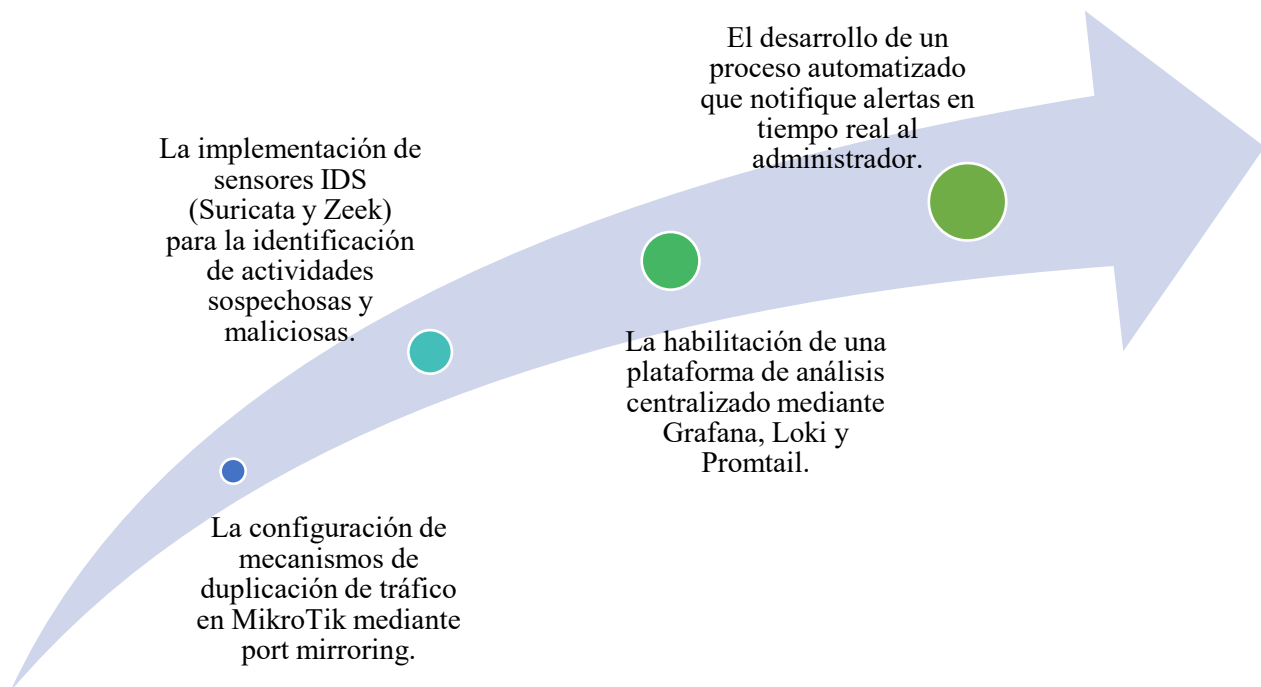 La configuración de
mecanismos de
duplicación de tráfico
en MikroTik mediante
port mirroring.
La implementación de
sensores IDS
(Suricata y Zeek)
para la identificación
de actividades
sospechosas y
maliciosas.
La habilitación de una
plataforma de análisis
centralizado mediante
Grafana, Loki y
Promtail.
El desarrollo de un
proceso automatizado
que notifique alertas en
tiempo real al
administrador.